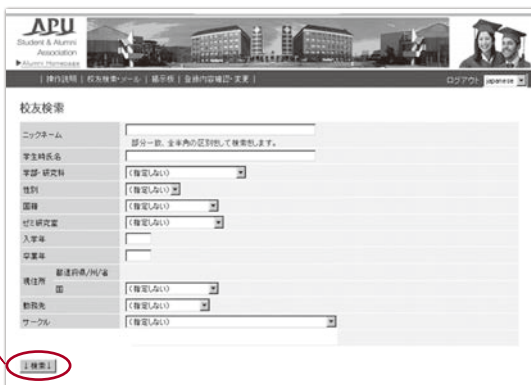 APU
Student & Alumni
Association
▶Alumni Homepage
| 操作説明 | 校友検索・メール | 掲示板 | 登録内容確認・変更 |
ログアウト japanese
校友検索
ニックネーム
部分一致、全半角の区別無しで検索します。
学生時氏名
学部・研究科 (指定しない)
性別 (指定しない)
国籍 (指定しない)
ゼミ研究室 (指定しない)
入学年
卒業年
現住所 都道府県/州/省
国 (指定しない)
勤務先 (指定しない)
サークル (指定しない)
↓検索↓